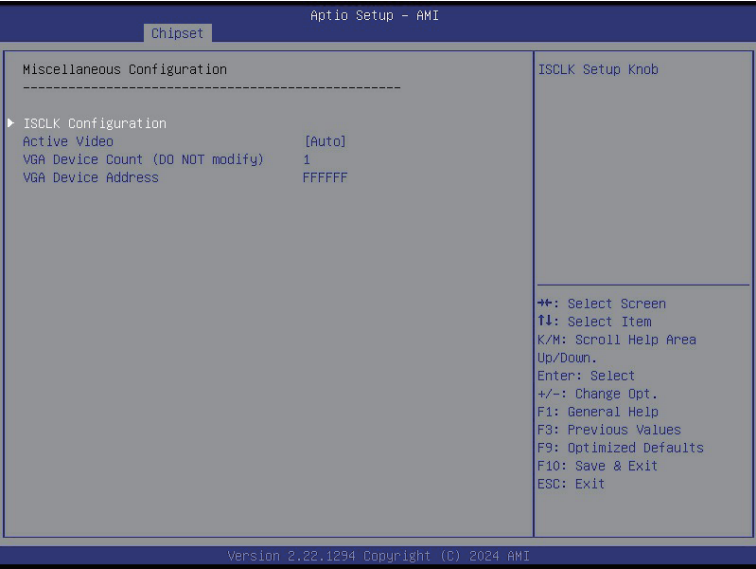 Aptio Setup – AMI
Chipset
Miscellaneous Configuration
--------------------------------------------------
ISCLK Configuration
Active Video [Auto]
VGA Device Count (DO NOT modify) 1
VGA Device Address FFFFFF
ISCLK Setup Knob
→←: Select Screen
↑↓: Select Item
K/M: Scroll Help Area
Up/Down.
Enter: Select
+/-: Change Opt.
F1: General Help
F3: Previous Values
F9: Optimized Defaults
F10: Save & Exit
ESC: Exit
Version 2.22.1294 Copyright (C) 2024 AMI